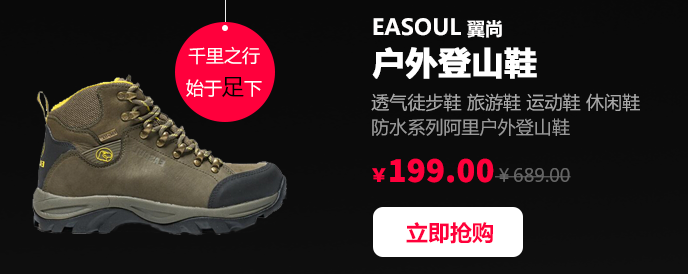 千里之行
始于足下
EASOUL 翼尚
户外登山鞋
透气徒步鞋 旅游鞋 运动鞋 休闲鞋
防水系列阿里户外登山鞋
¥199.00 ¥689.00
立即抢购